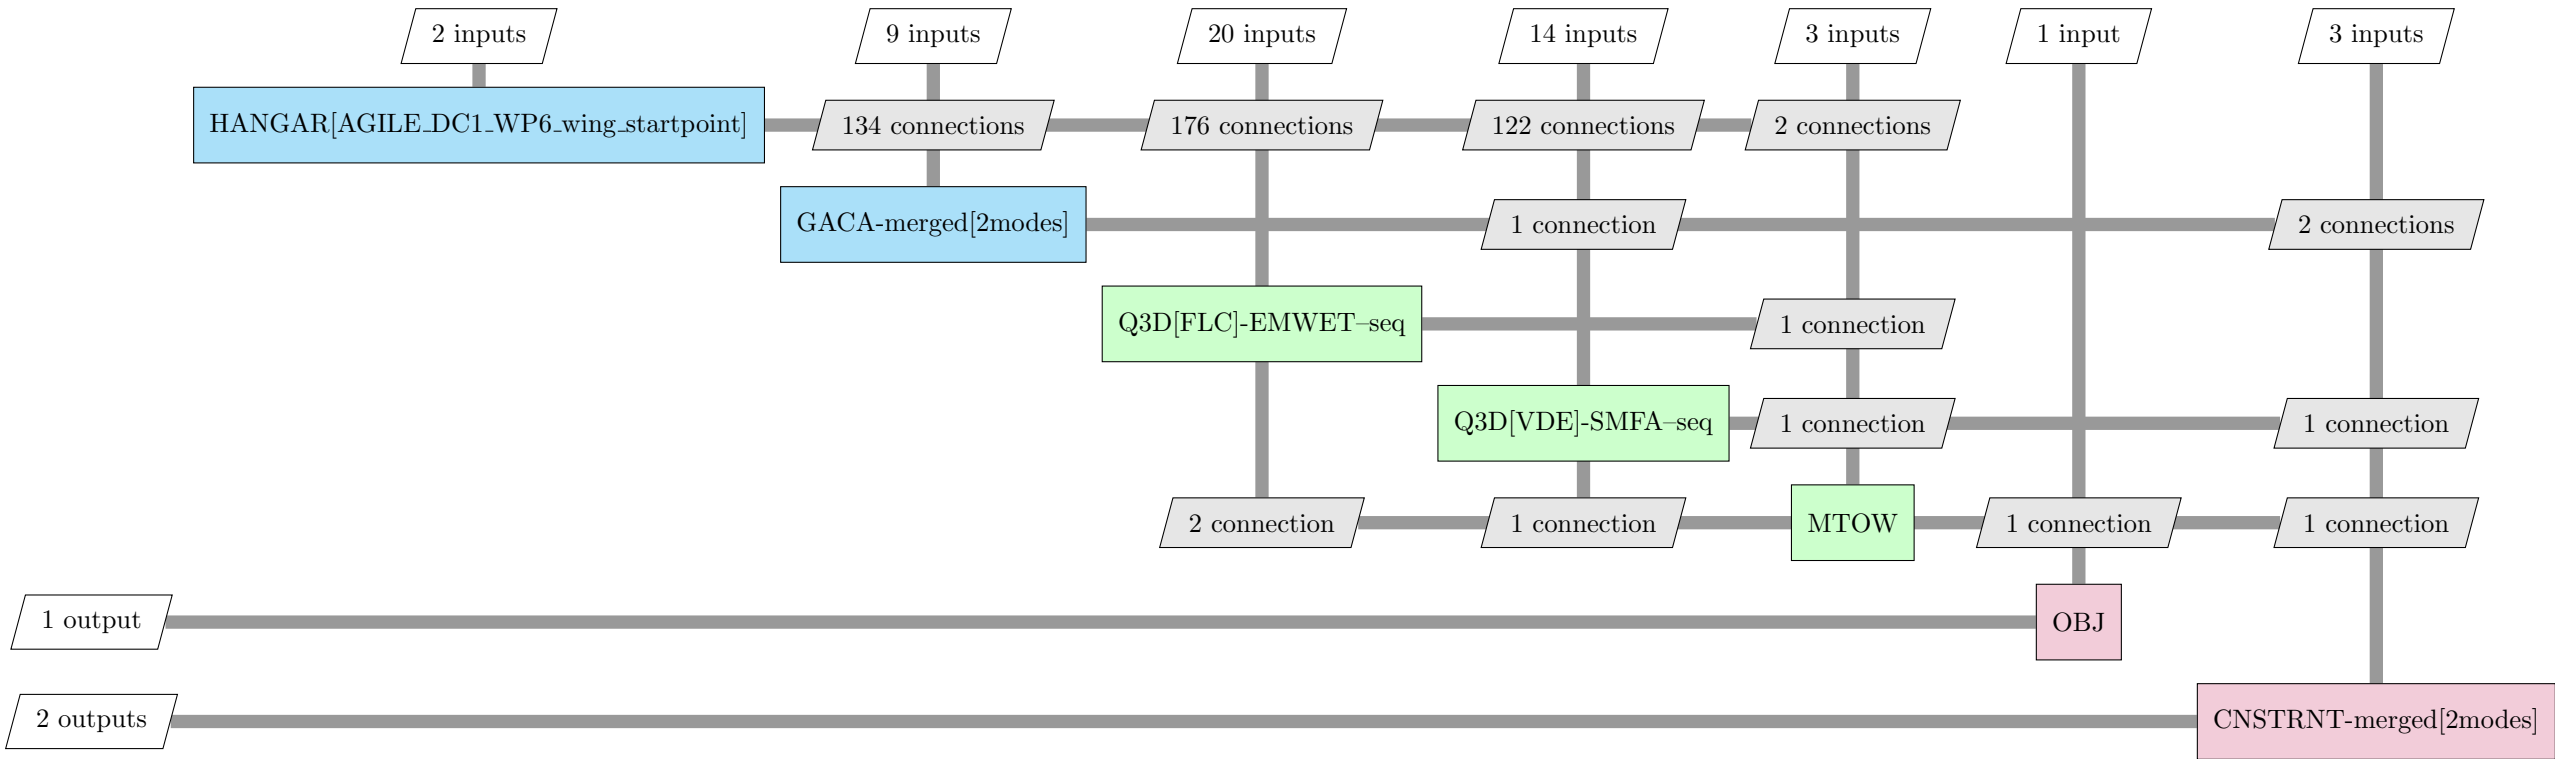 2 inputs
9 inputs
20 inputs
14 inputs
3 inputs
1 input
3 inputs
HANGAR[AGILE_DC1_WP6_wing_startpoint]
134 connections
176 connections
122 connections
2 connections
GACA-merged[2modes]
1 connection
2 connections
Q3D[FLC]-EMWET–seq
1 connection
Q3D[VDE]-SMFA–seq
1 connection
1 connection
2 connection
1 connection
MTOW
1 connection
1 connection
1 output
OBJ
2 outputs
CNSTRNT-merged[2modes]